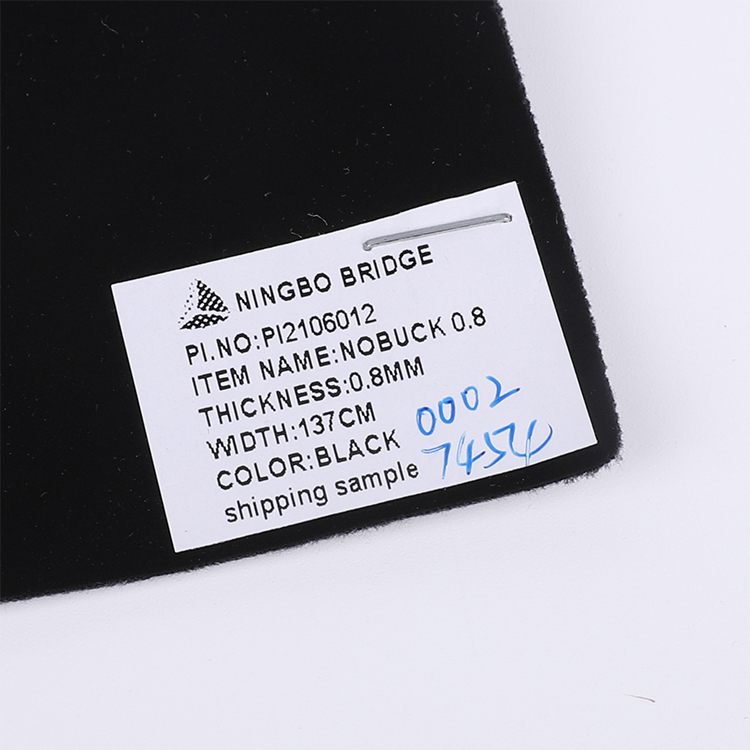 NINGBO BRIDGE
PI.NO:PI2106012
ITEM NAME:NOBUCK 0.8
THICKNESS:0.8MM
WIDTH:137CM
COLOR:BLACK
shipping sample
0002
7454